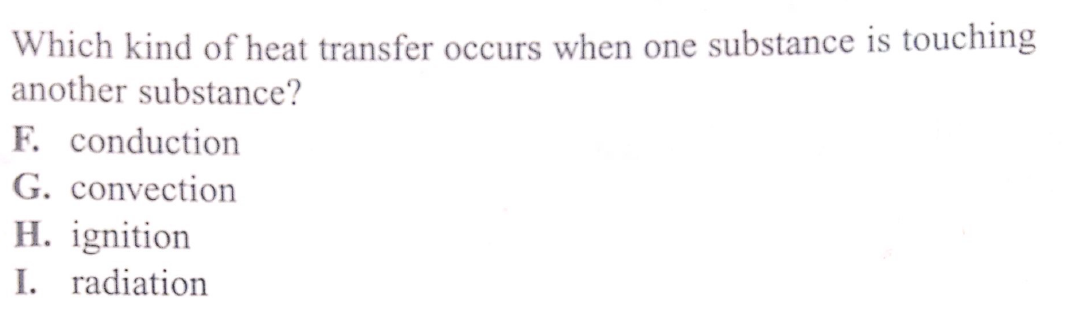 Which kind of heat transfer occurs when one substance is touching
another substance?
F. conduction
G. convection
H. ignition
I. radiation